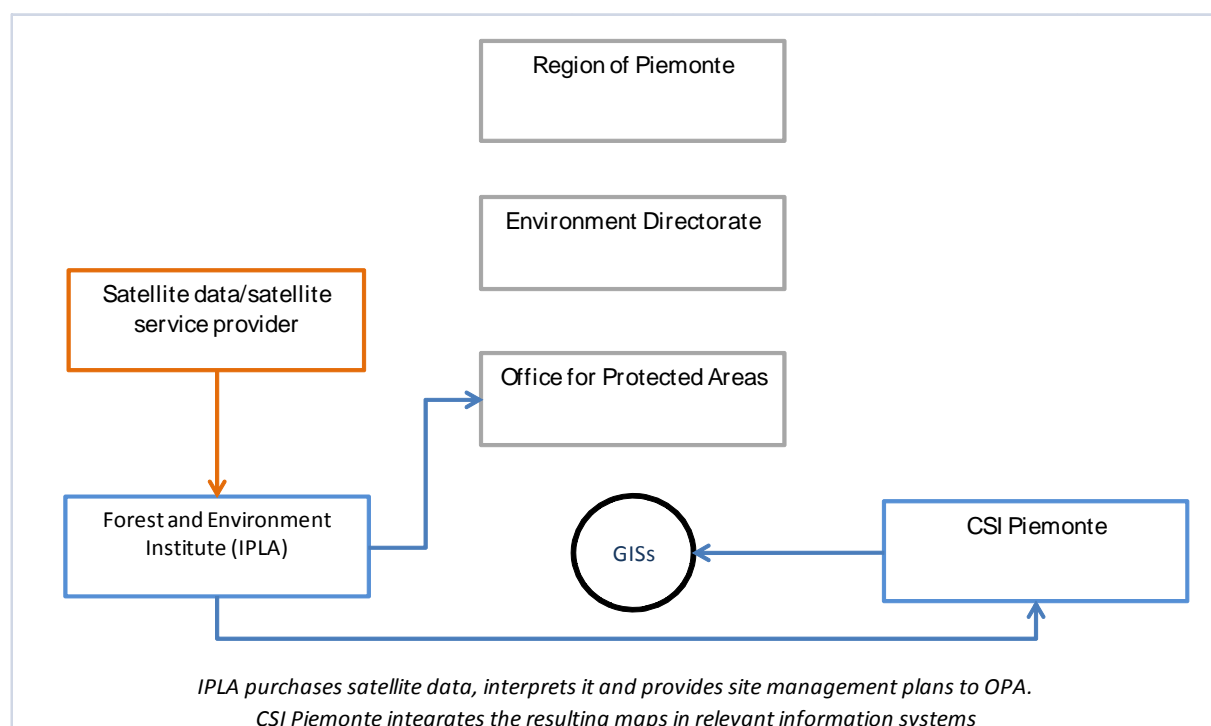 Region of Piemonte
Environment Directorate
Satellite data/satellite
service provider
Office for Protected Areas
Forest and Environment
Institute (IPLA)
GISs
CSI Piemonte
IPLA purchases satellite data, interprets it and provides site management plans to OPA.
CSI Piemonte integrates the resulting maps in relevant information systems